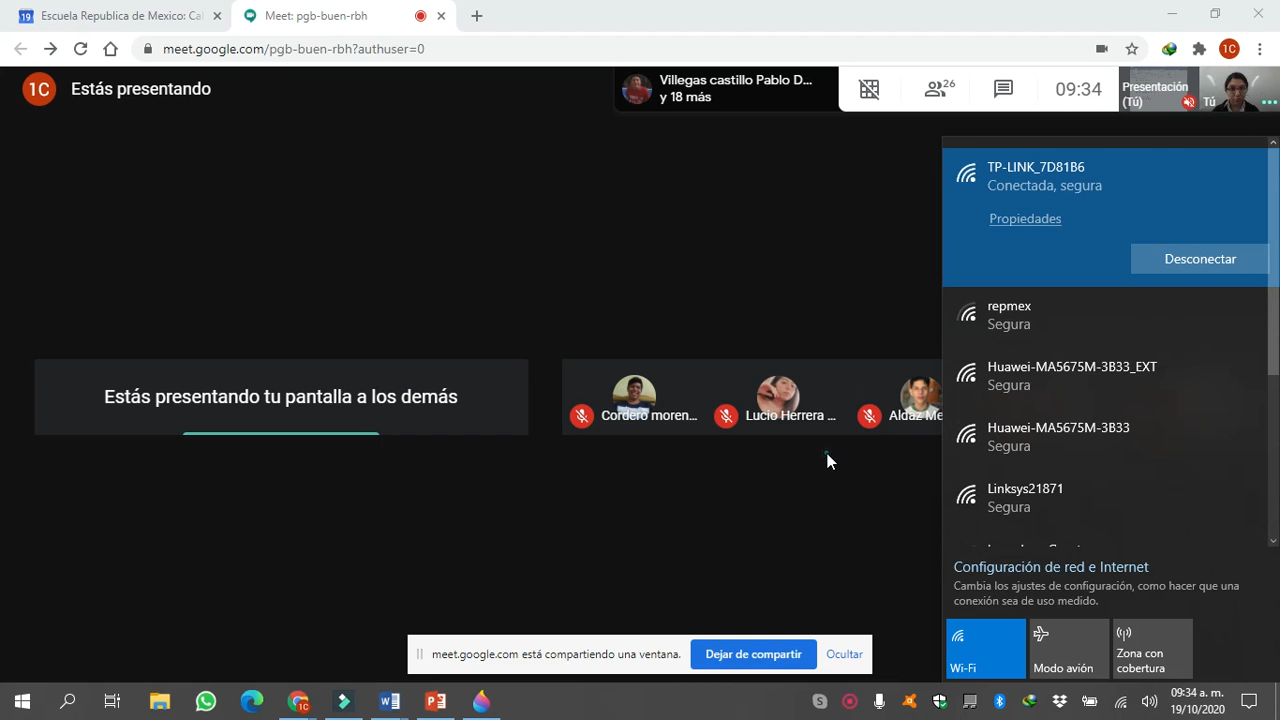 Escuela Republica de Mexico: Cal
Meet: pgb-buen-rbh
meet.google.com/pgb-buen-rbh?authuser=0
1C
1C
Estás presentando
Villegas castillo Pablo D...
y 18 más
26
09:34
Presentación
(Tú)
Tú
TP-LINK_7D81B6
Conectada, segura
Propiedades
Desconectar
repmex
Segura
Huawei-MA5675M-3B33_EXT
Segura
Huawei-MA5675M-3B33
Segura
Linksys21871
Segura
Estás presentando tu pantalla a los demás
Cordero moren...
Lucio Herrera ...
Aldaz Me
Configuración de red e Internet
Cambia los ajustes de configuración, como hacer que una
conexión sea de uso medido.
Wi-Fi
Modo avión
Zona con
cobertura
meet.google.com está compartiendo una ventana.
Dejar de compartir
Ocultar
09:34 a. m.
19/10/2020